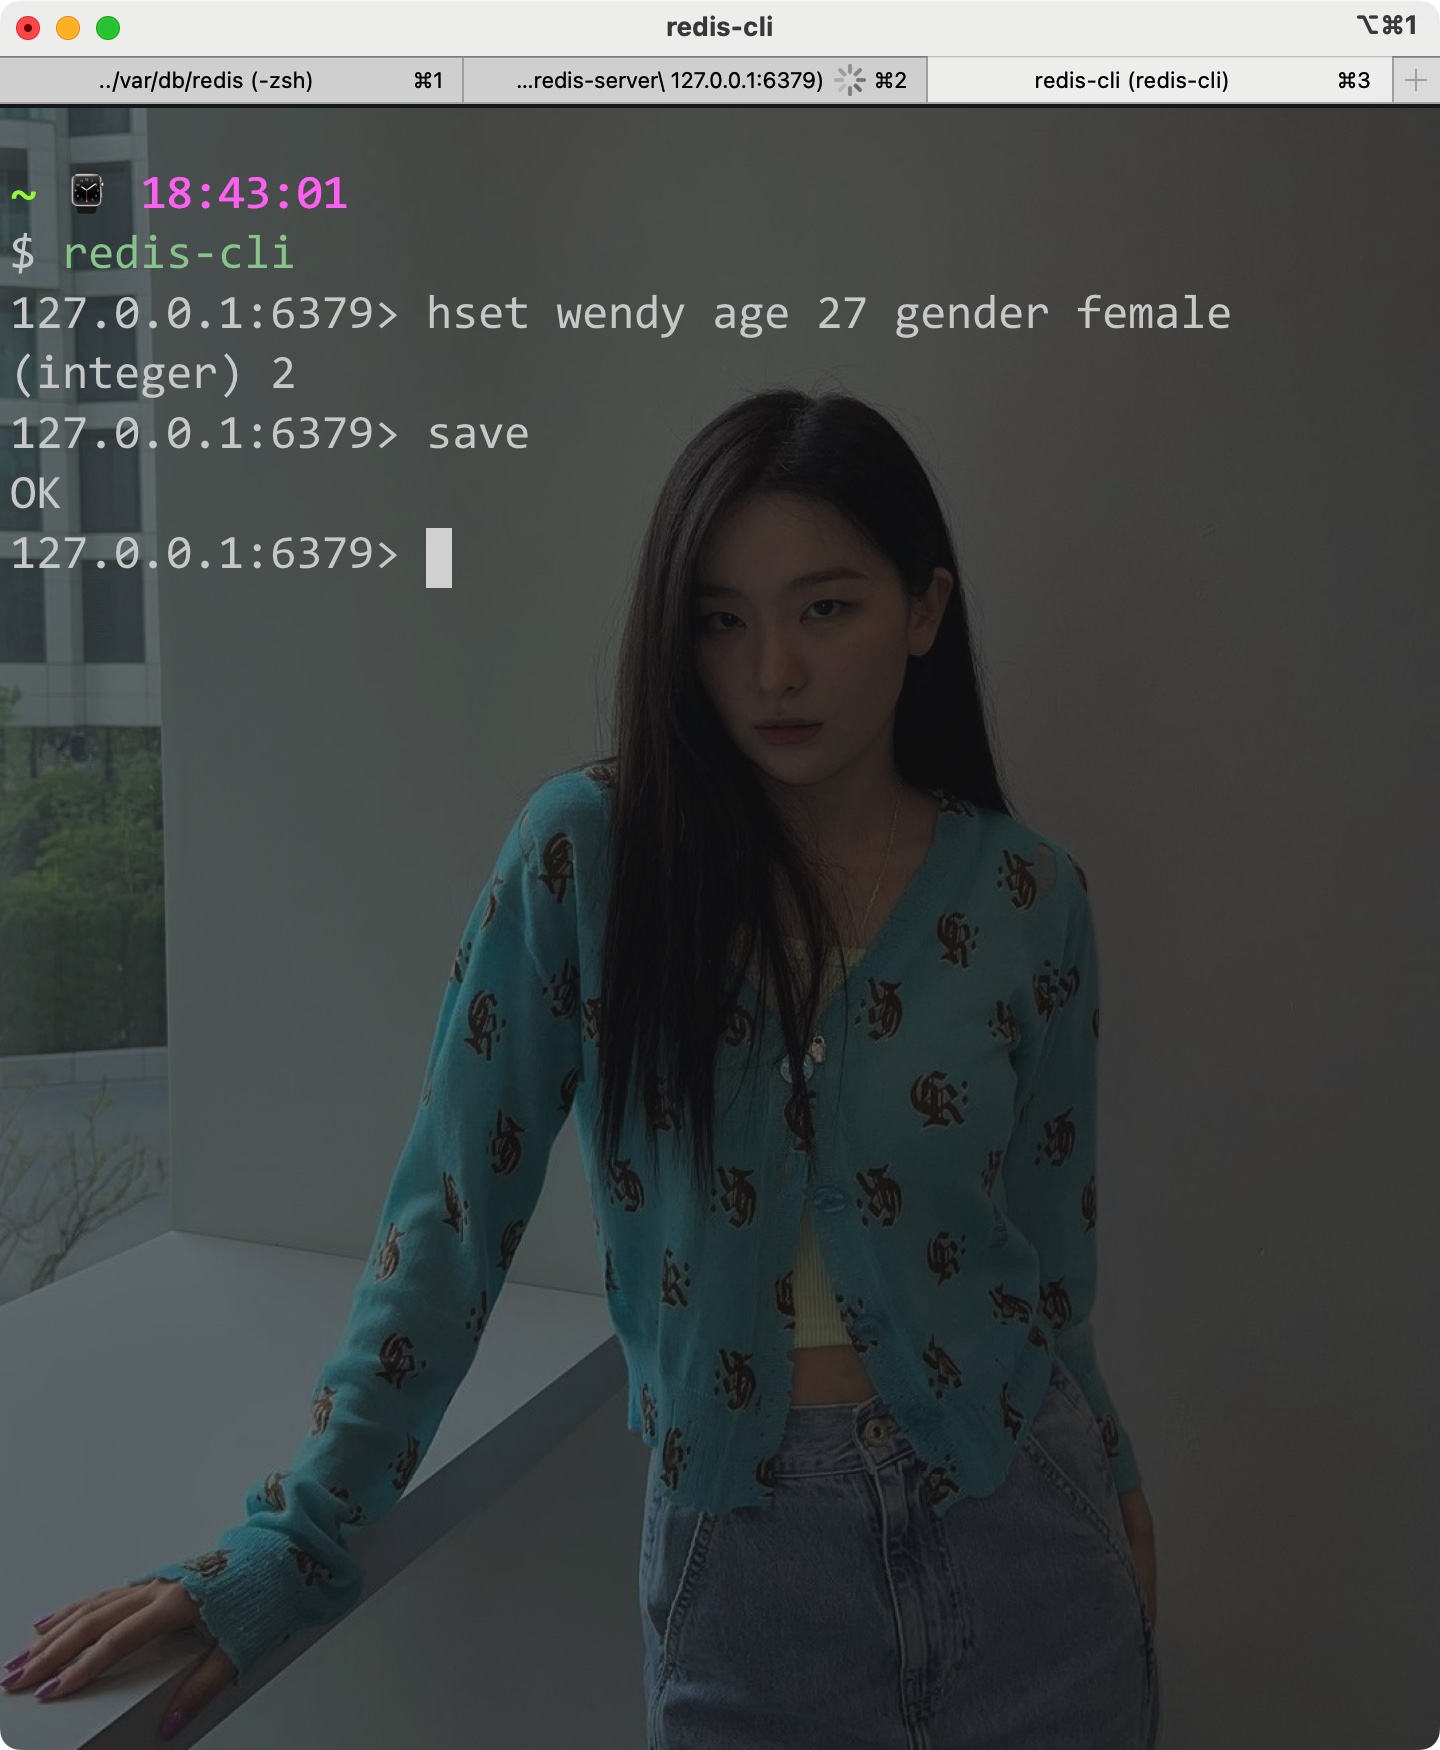 redis-cli
⌥⌘1
../var/db/redis (-zsh) ⌘1
...redis-server\ 127.0.0.1:6379) ⌘2
redis-cli (redis-cli) ⌘3
~ ⌚ 18:43:01
$ redis-cli
127.0.0.1:6379> hset wendy age 27 gender female
(integer) 2
127.0.0.1:6379> save
OK
127.0.0.1:6379>